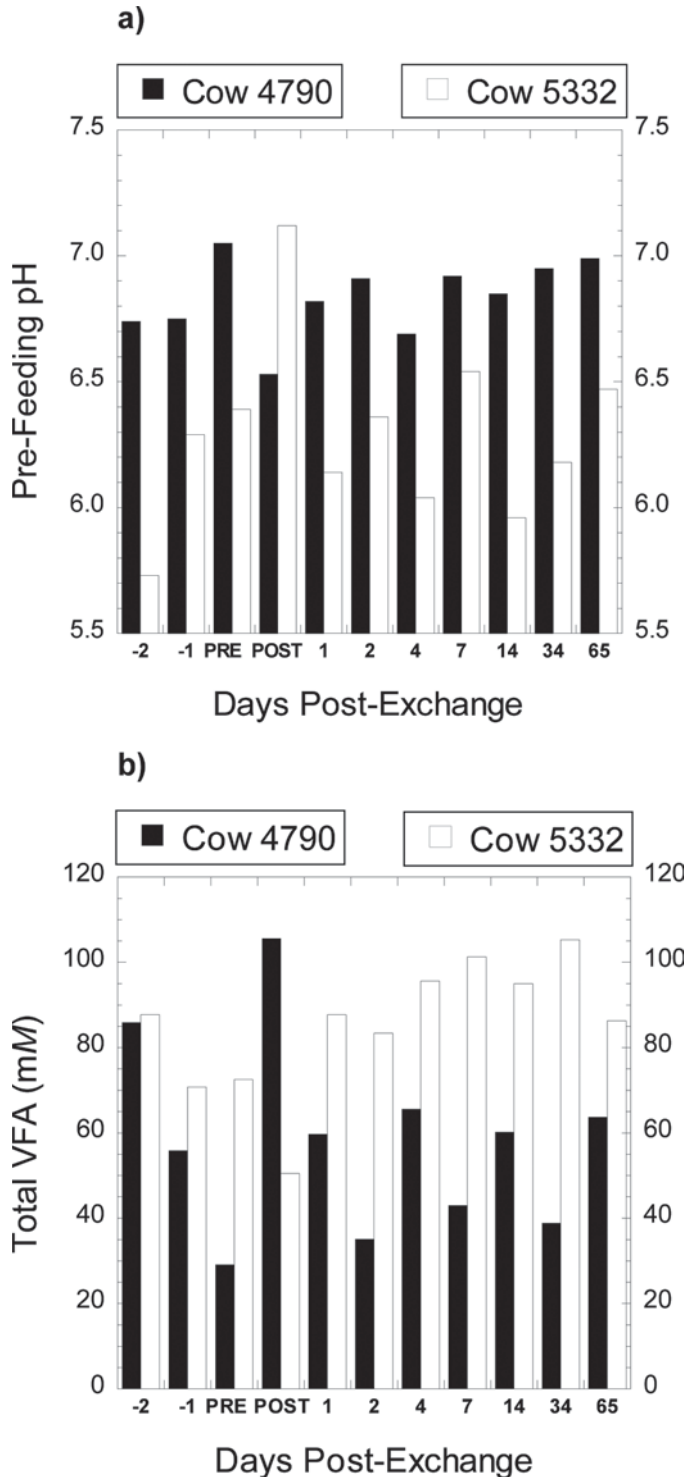 a)
Cow 4790 Cow 5332
7.5 7.5
7.0 7.0
6.5 6.5
6.0 6.0
5.5 5.5
Pre-Feeding pH
-2 -1 PRE POST 1 2 4 7 14 34 65
Days Post-Exchange
b)
Cow 4790 Cow 5332
120 120
100 100
80 80
60 60
40 40
20 20
0 0
Total VFA (mM)
-2 -1 PRE POST 1 2 4 7 14 34 65
Days Post-Exchange